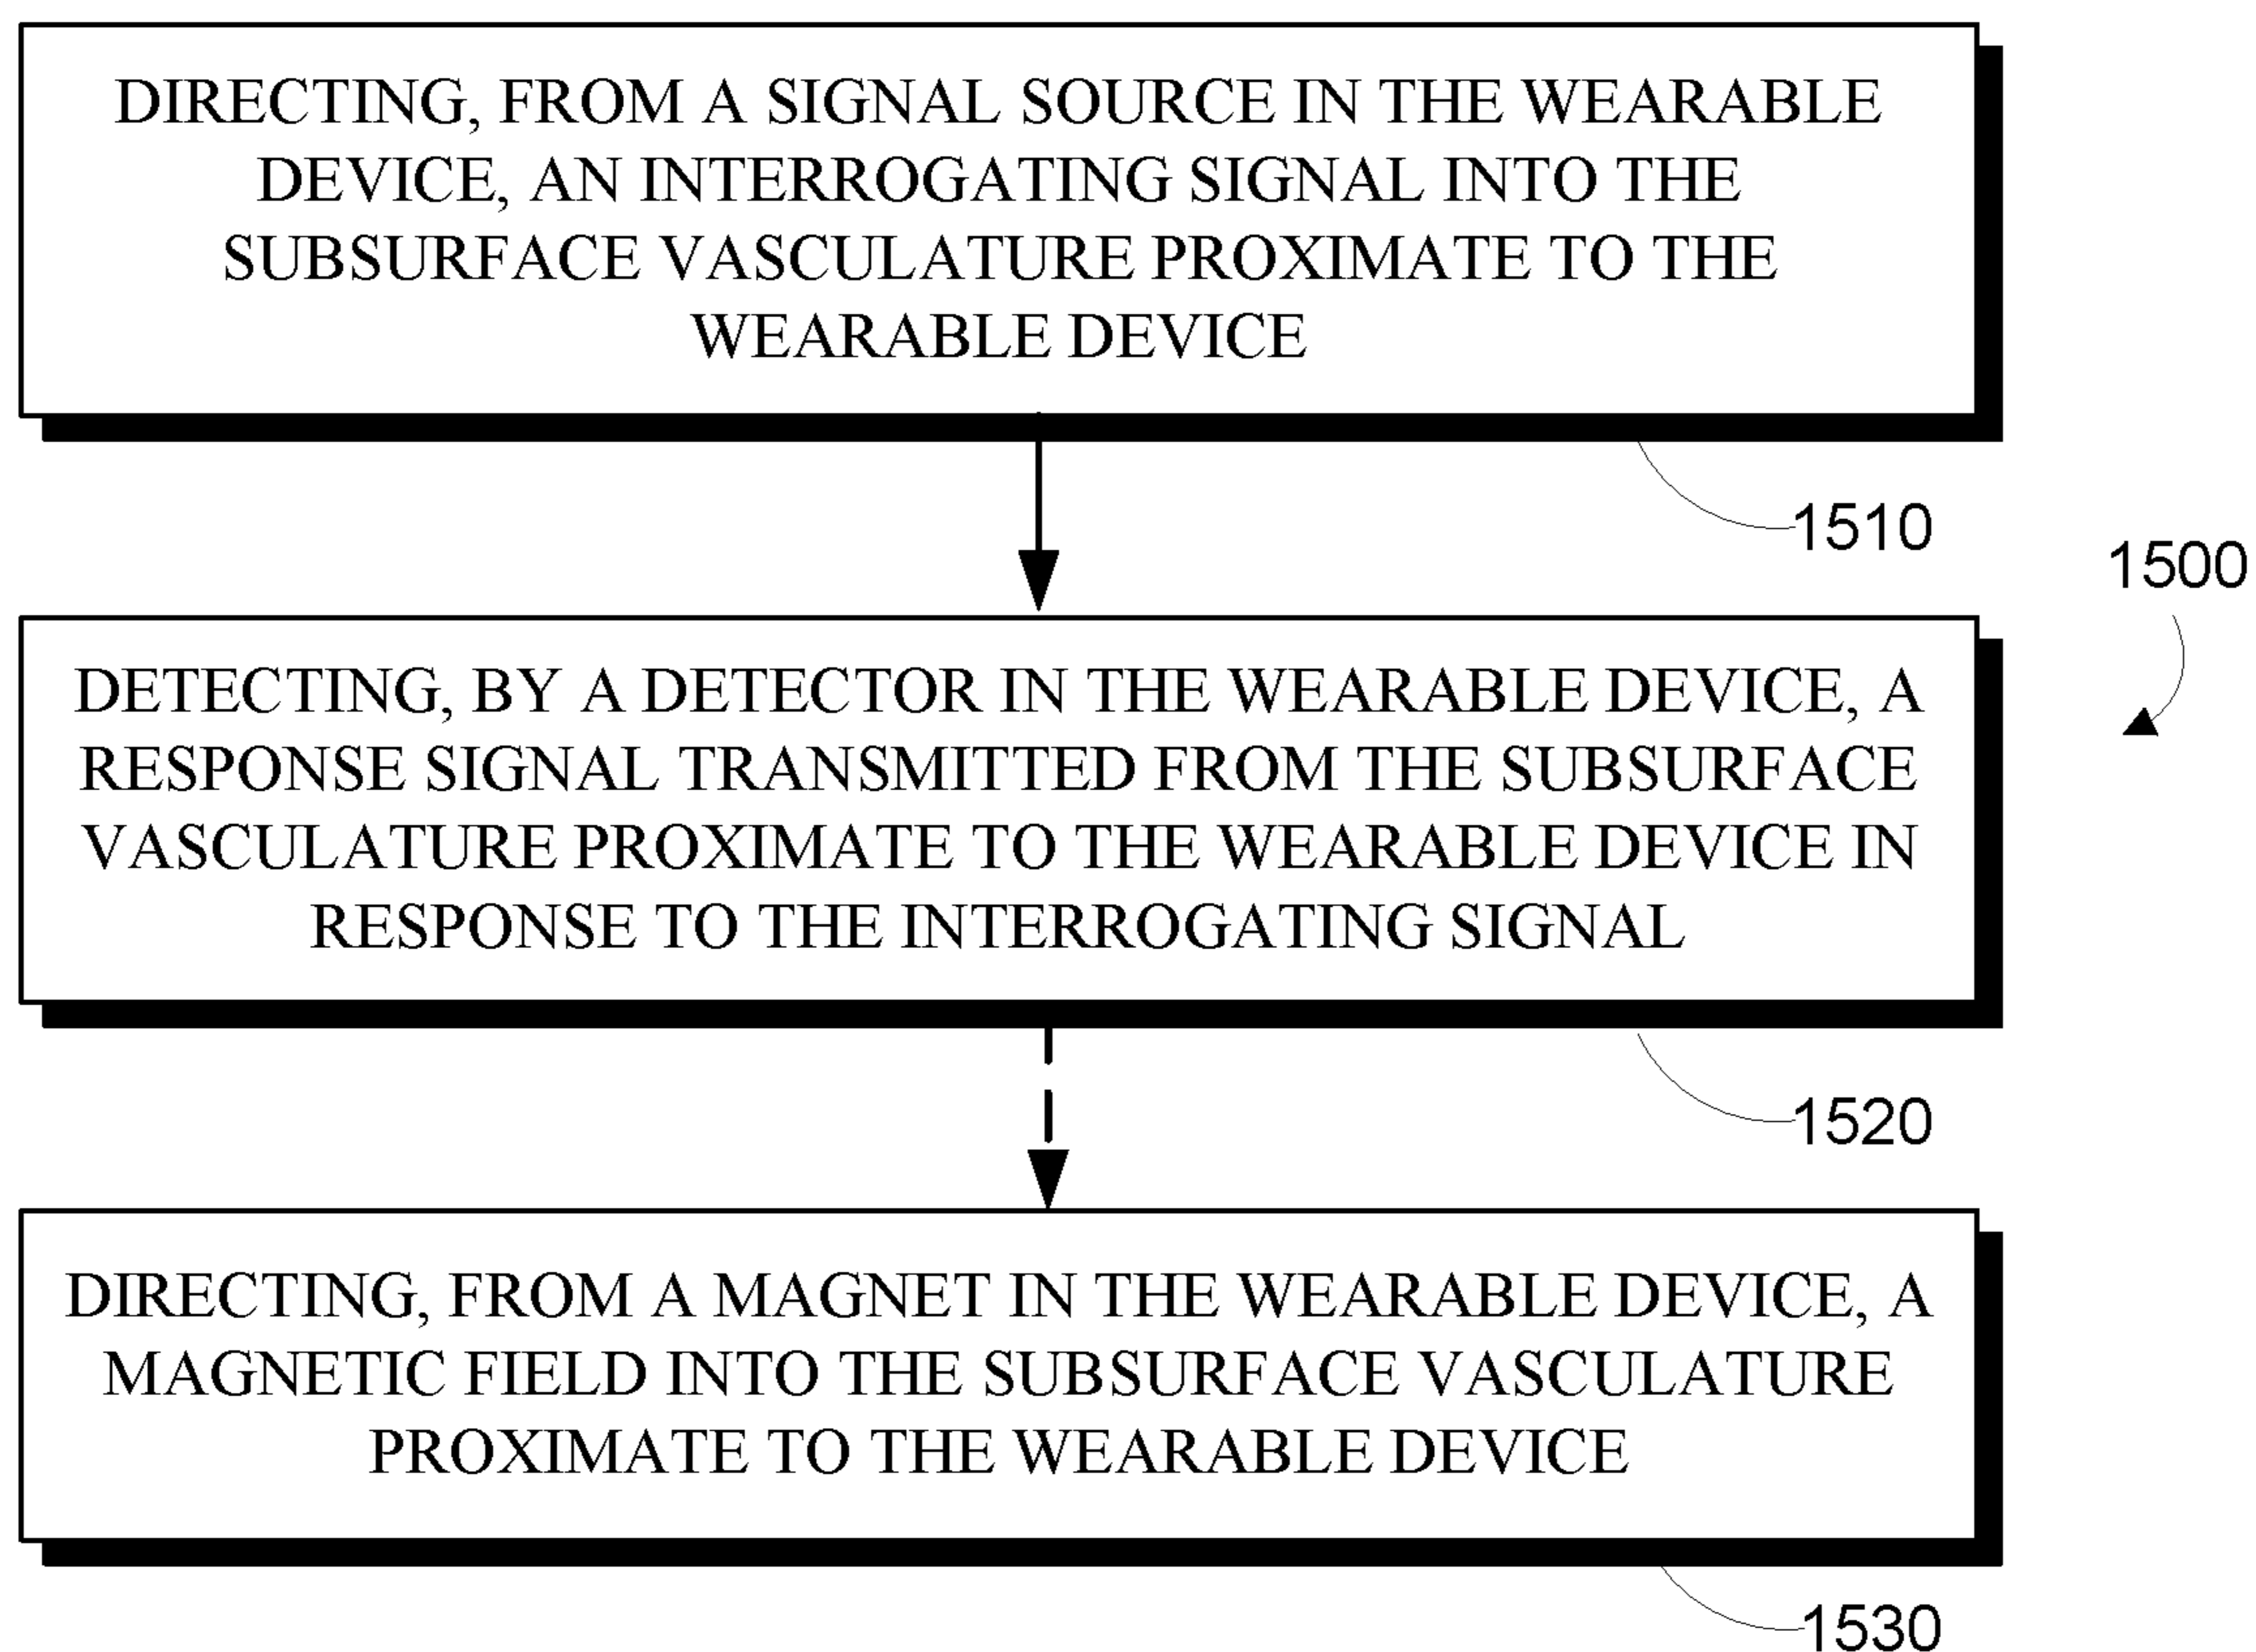 DIRECTING, FROM A SIGNAL SOURCE IN THE WEARABLE
DEVICE, AN INTERROGATING SIGNAL INTO THE
SUBSURFACE VASCULATURE PROXIMATE TO THE
WEARABLE DEVICE
1510
1500
DETECTING, BY A DETECTOR IN THE WEARABLE DEVICE, A
RESPONSE SIGNAL TRANSMITTED FROM THE SUBSURFACE
VASCULATURE PROXIMATE TO THE WEARABLE DEVICE IN
RESPONSE TO THE INTERROGATING SIGNAL
1520
DIRECTING, FROM A MAGNET IN THE WEARABLE DEVICE, A
MAGNETIC FIELD INTO THE SUBSURFACE VASCULATURE
PROXIMATE TO THE WEARABLE DEVICE
1530